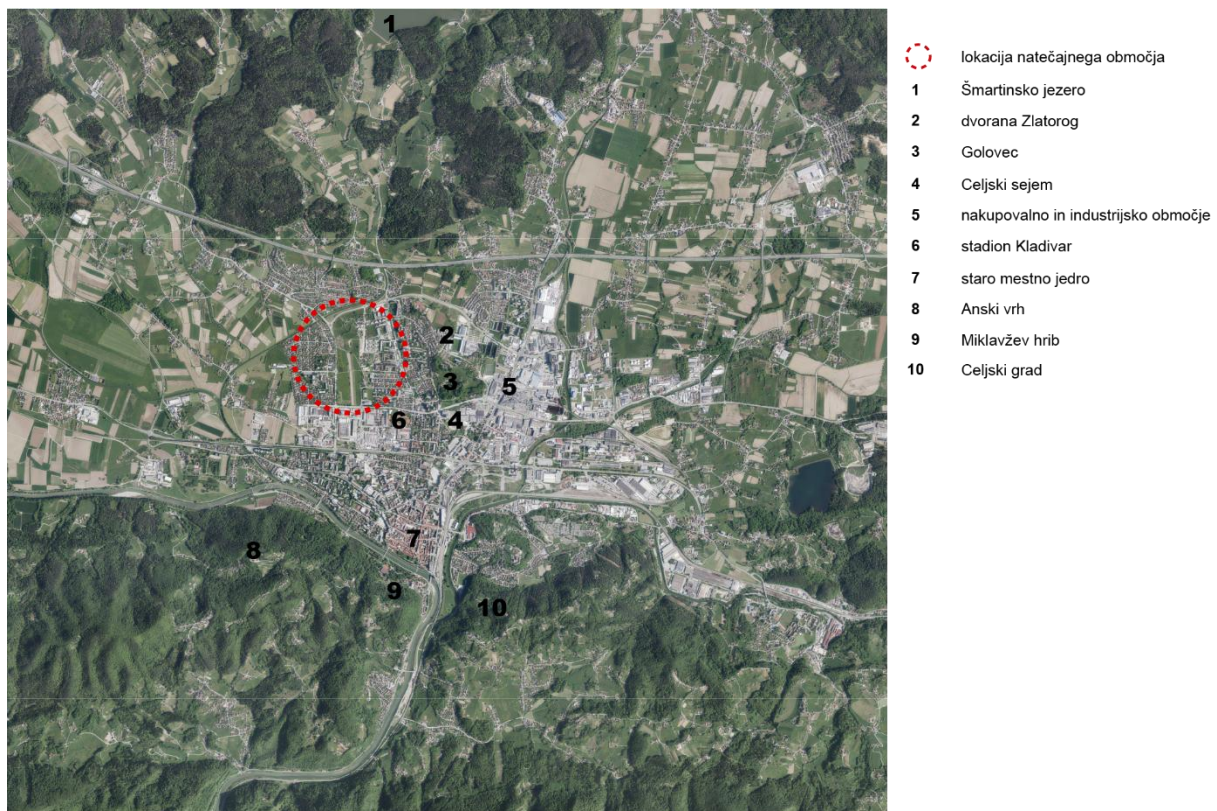 1
2
3
4
5
6
7
8
9
10
lokacija natečajnega območja
1 Šmartinsko jezero
2 dvorana Zlatorog
3 Golovec
4 Celjski sejem
5 nakupovalno in industrijsko območje
6 stadion Kladivar
7 staro mestno jedro
8 Anski vrh
9 Miklavžev hrib
10 Celjski grad